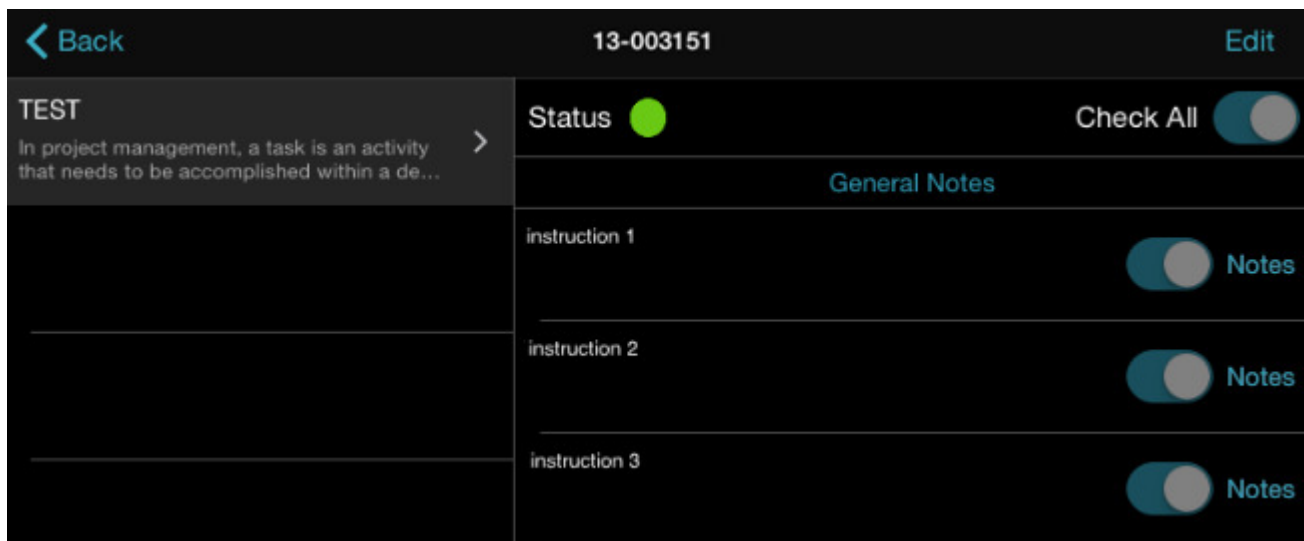 Back
13-003151
Edit
TEST
In project management, a task is an activity
that needs to be accomplished within a de...
Status
Check All
General Notes
instruction 1
Notes
instruction 2
Notes
instruction 3
Notes